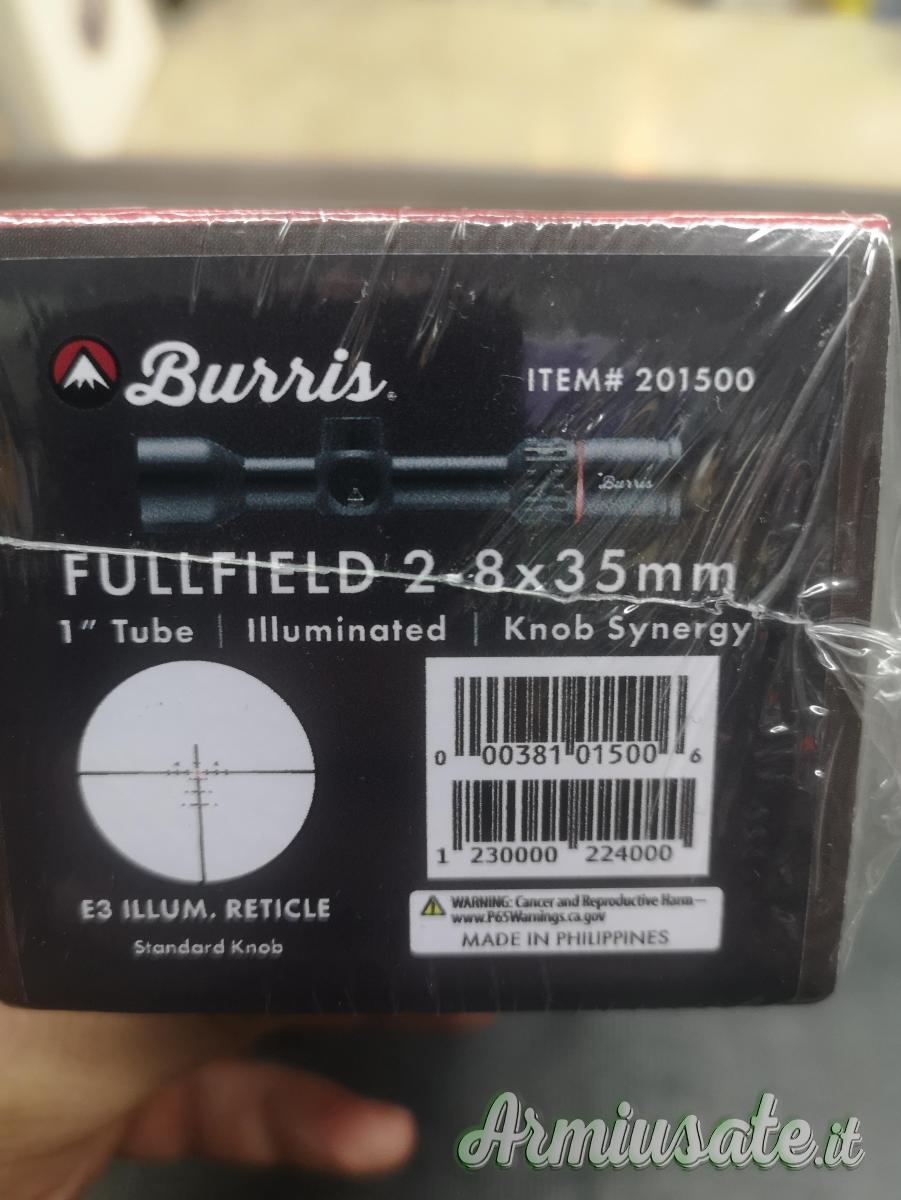 Burris®
ITEM# 201500
Burris
FULLFIELD 2-8x35mm
1" Tube | Illuminated | Knob Synergy
0 00381 01500 6
1 230000 224000
E3 ILLUM. RETICLE
Standard Knob
WARNING: Cancer and Reproductive Harm—
www.P65Warnings.ca.gov
MADE IN PHILIPPINES
Armiusate.it